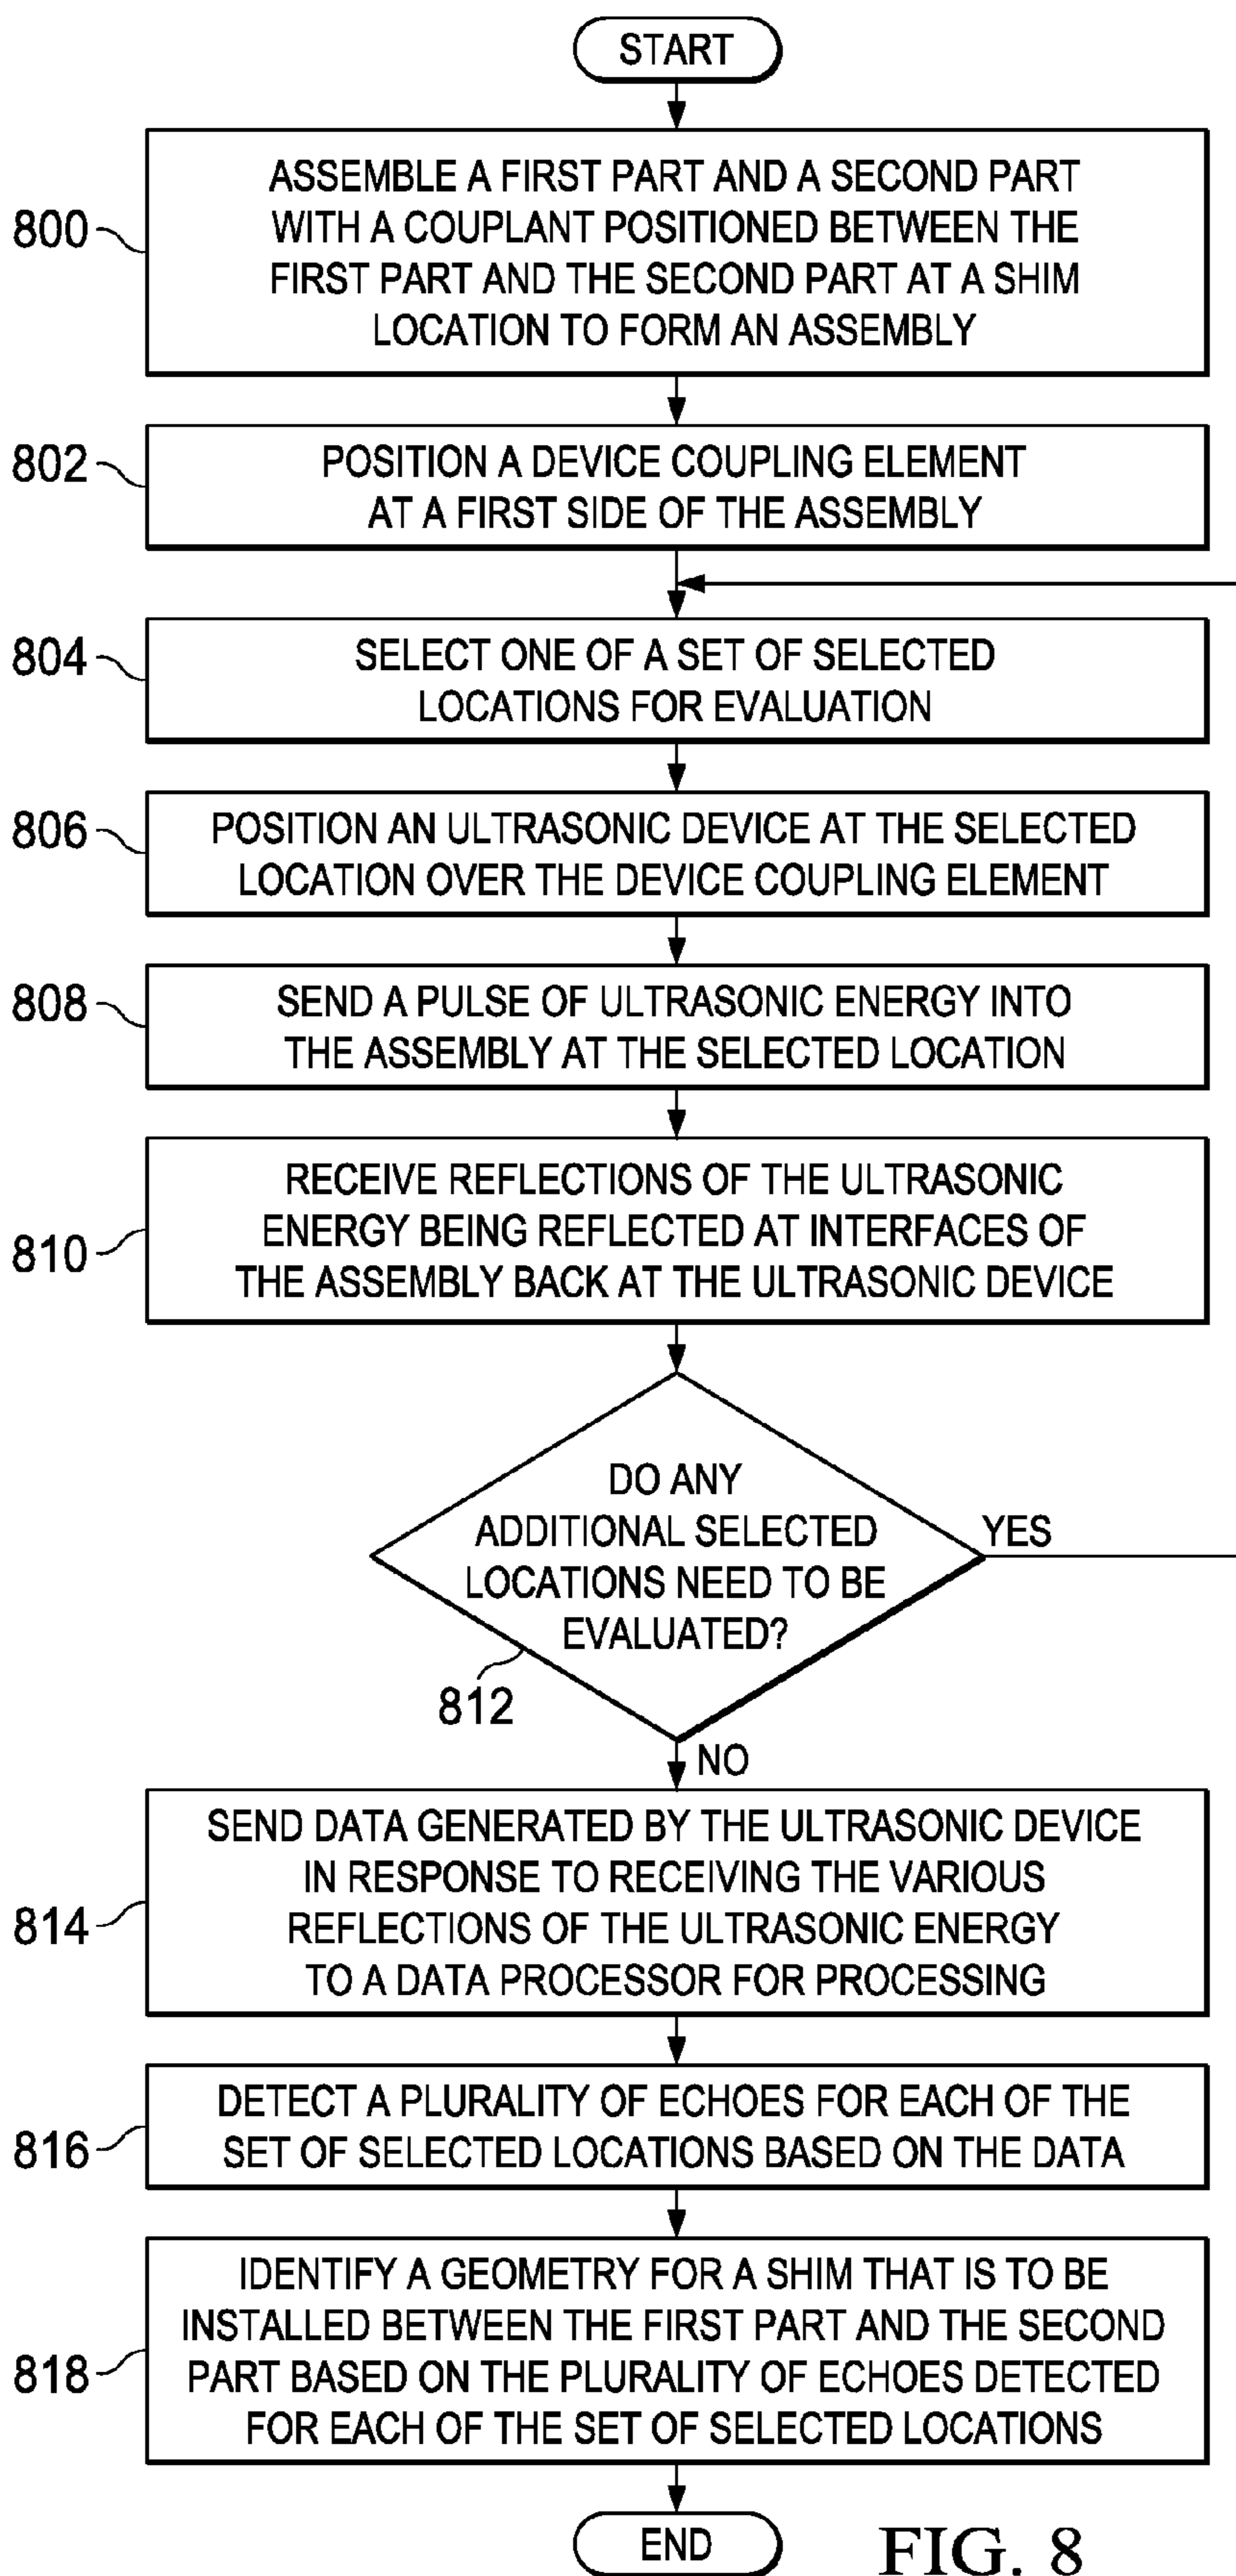 START
800
ASSEMBLE A FIRST PART AND A SECOND PART
WITH A COUPLANT POSITIONED BETWEEN THE
FIRST PART AND THE SECOND PART AT A SHIM
LOCATION TO FORM AN ASSEMBLY
802
POSITION A DEVICE COUPLING ELEMENT
AT A FIRST SIDE OF THE ASSEMBLY
804
SELECT ONE OF A SET OF SELECTED
LOCATIONS FOR EVALUATION
806
POSITION AN ULTRASONIC DEVICE AT THE SELECTED
LOCATION OVER THE DEVICE COUPLING ELEMENT
808
SEND A PULSE OF ULTRASONIC ENERGY INTO
THE ASSEMBLY AT THE SELECTED LOCATION
810
RECEIVE REFLECTIONS OF THE ULTRASONIC
ENERGY BEING REFLECTED AT INTERFACES OF
THE ASSEMBLY BACK AT THE ULTRASONIC DEVICE
DO ANY
ADDITIONAL SELECTED
LOCATIONS NEED TO BE
EVALUATED?
YES
812
NO
814
SEND DATA GENERATED BY THE ULTRASONIC DEVICE
IN RESPONSE TO RECEIVING THE VARIOUS
REFLECTIONS OF THE ULTRASONIC ENERGY
TO A DATA PROCESSOR FOR PROCESSING
816
DETECT A PLURALITY OF ECHOES FOR EACH OF THE
SET OF SELECTED LOCATIONS BASED ON THE DATA
818
IDENTIFY A GEOMETRY FOR A SHIM THAT IS TO BE
INSTALLED BETWEEN THE FIRST PART AND THE SECOND
PART BASED ON THE PLURALITY OF ECHOES DETECTED
FOR EACH OF THE SET OF SELECTED LOCATIONS
END
FIG. 8